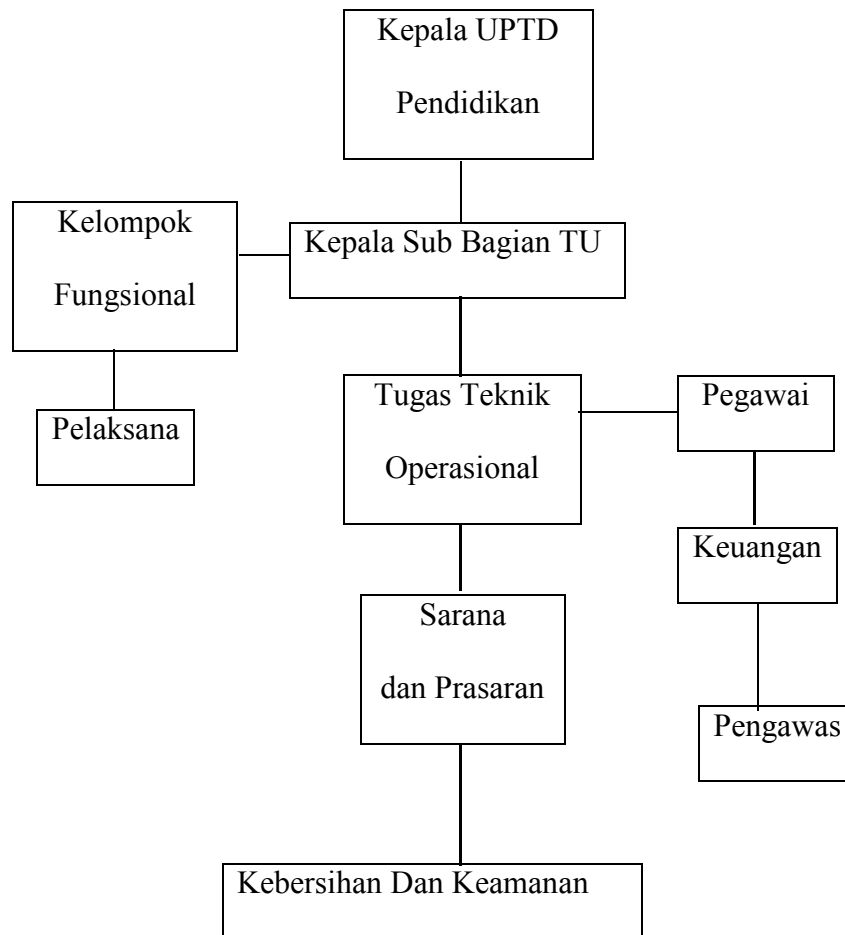 Kepala UPTD
Pendidikan
Kelompok
Fungsional
Kepala Sub Bagian TU
Pelaksana
Tugas Teknik
Operasional
Pegawai
Keuangan
Sarana
dan Prasaran
Pengawas
Kebersihan Dan Keamanan